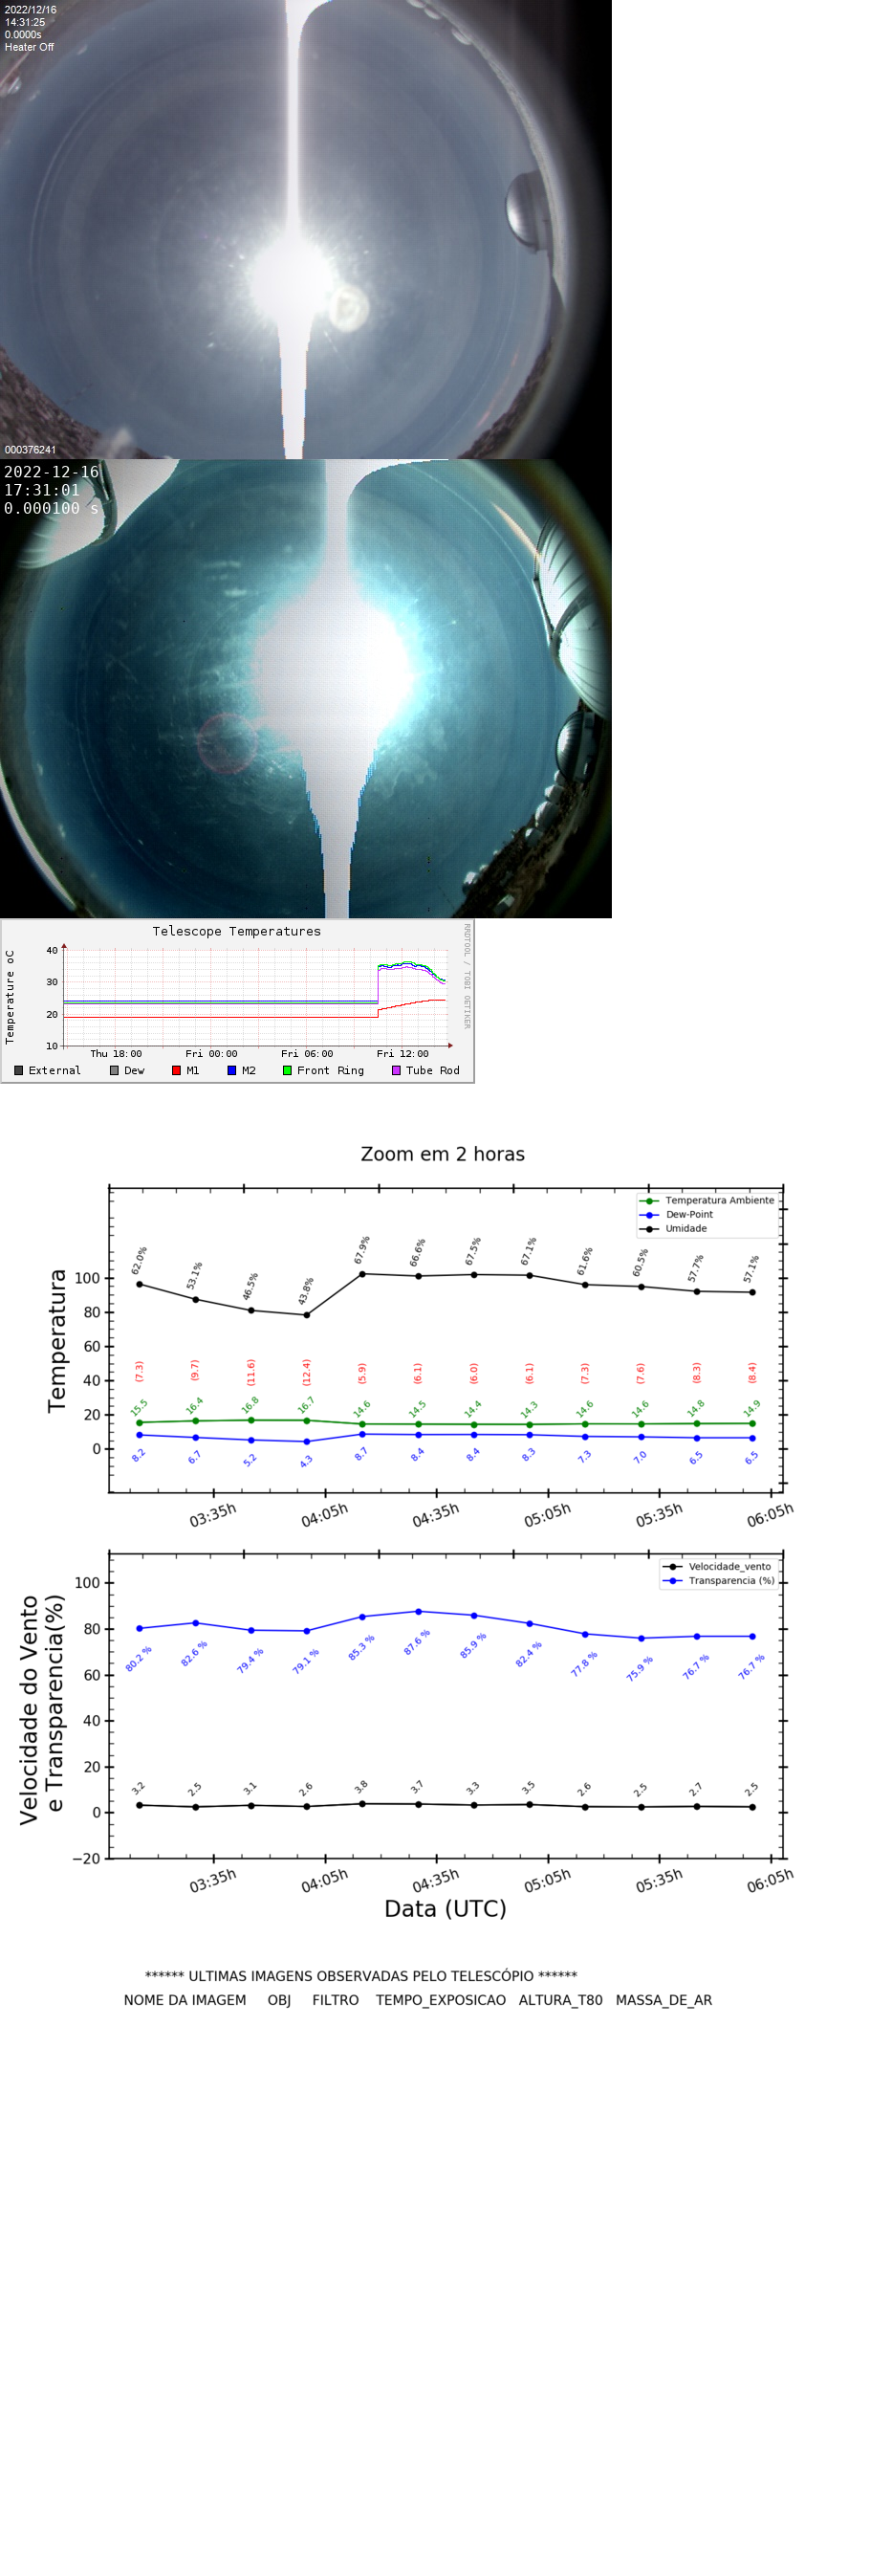 2022/12/16
14:31:25
0.0000s
Heater Off
000376241
2022-12-16
17:31:01
0.000100 s
Telescope Temperatures
RRDTOOL / TOBI OETIKER
Temperature oC
40
30
20
10
Thu 18:00 Fri 00:00 Fri 06:00 Fri 12:00
External Dew M1 M2 Front Ring Tube Rod
Zoom em 2 horas
Temperatura Ambiente
Dew-Point
Umidade
Temperatura
100
80
60
40
20
0
62.0% 53.1% 46.5% 43.8% 67.9% 66.6% 67.5% 67.1% 61.6% 60.5% 57.7% 57.1%
(7.3) (9.7) (11.6) (12.4) (5.9) (6.1) (6.0) (6.1) (7.3) (7.6) (8.3) (8.4)
15.5 16.4 16.8 16.7 14.6 14.5 14.4 14.3 14.6 14.6 14.8 14.9
8.2 6.7 5.2 4.3 8.7 8.4 8.4 8.3 7.3 7.0 6.5 6.5
03:35h 04:05h 04:35h 05:05h 05:35h 06:05h
Velocidade_vento
Transparencia (%)
Velocidade do Vento
e Transparencia(%)
100
80
60
40
20
0
−20
80.2 % 82.6 % 79.4 % 79.1 % 85.3 % 87.6 % 85.9 % 82.4 % 77.8 % 75.9 % 76.7 % 76.7 %
3.2 2.5 3.1 2.6 3.8 3.7 3.3 3.5 2.6 2.5 2.7 2.5
03:35h 04:05h 04:35h 05:05h 05:35h 06:05h
Data (UTC)
****** ULTIMAS IMAGENS OBSERVADAS PELO TELESCÓPIO ******
NOME DA IMAGEM OBJ FILTRO TEMPO_EXPOSICAO ALTURA_T80 MASSA_DE_AR